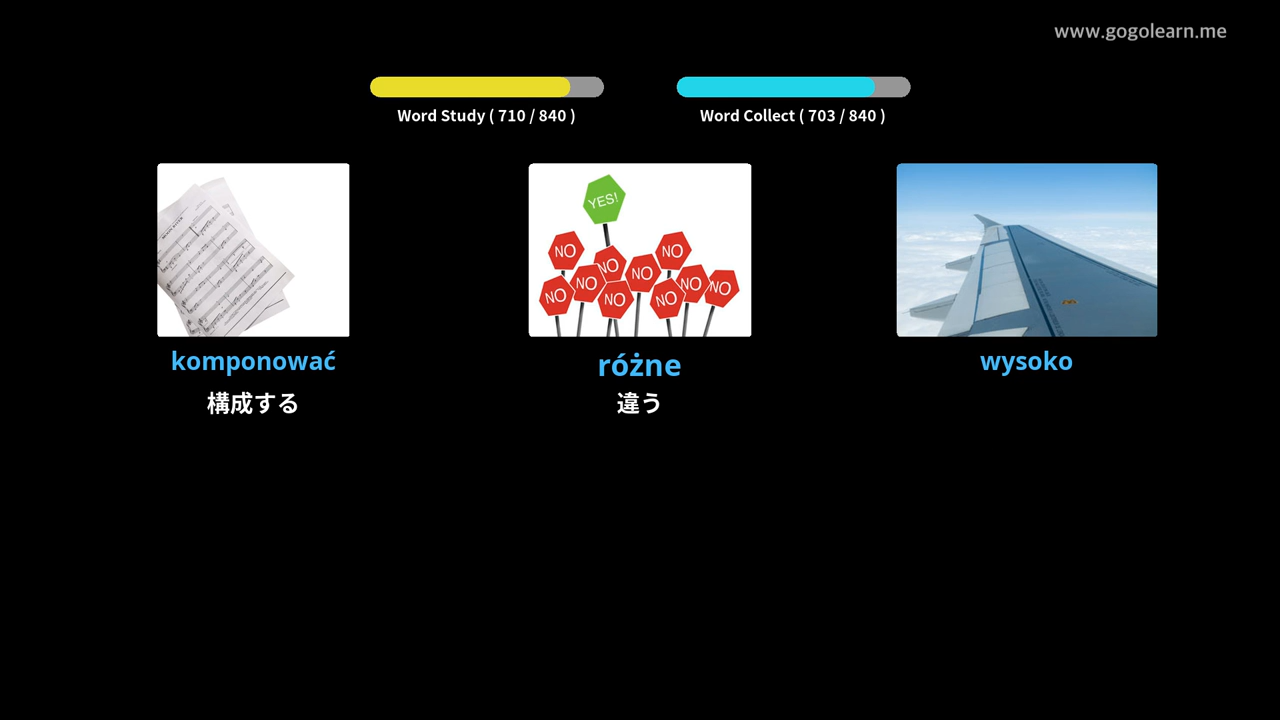 www.gogolearn.me
Word Study ( 710 / 840 )
Word Collect ( 703 / 840 )
YES!
NO
NO
NO
NO
NO
NO
NO
NO
NO
NO
komponować
różne
wysoko
構成する
違う